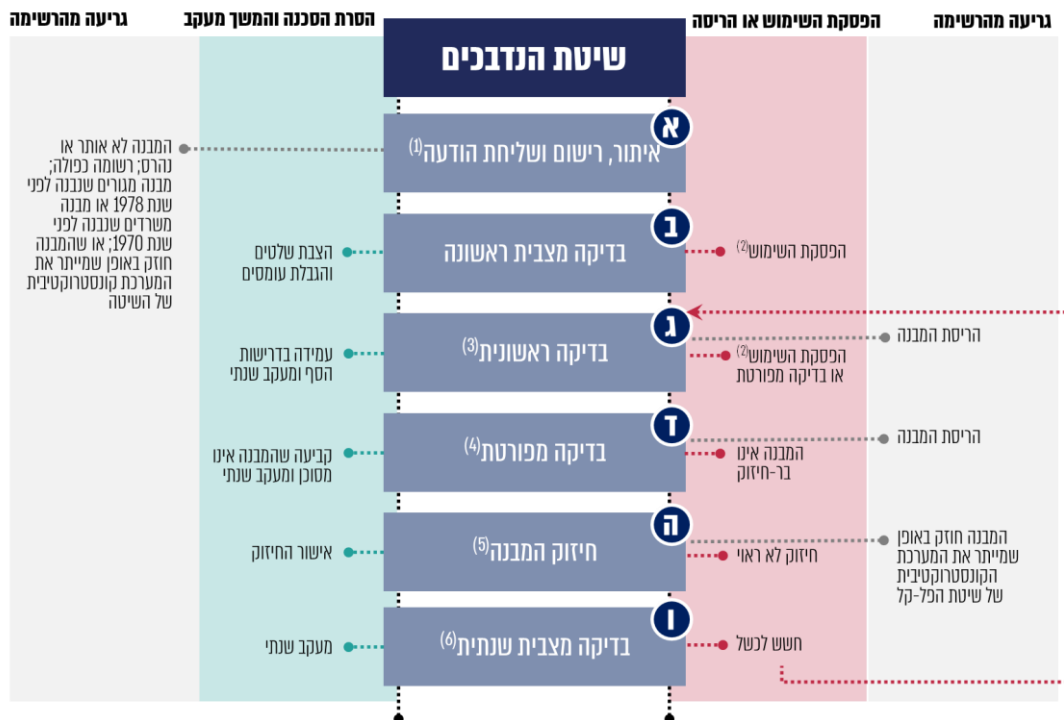 גריעה מהרשימה
הפסקת השימוש או הריסה
הסרת הסכנה והמשך מעקב
גריעה מהרשימה
שיטת הנדבכים
א
איתור, רישום ושליחת הודעה(1)
המבנה לא אותר או
נהרס; רשומה כפולה;
מבנה מגורים שנבנה לפני
שנת 1978 או מבנה
משרדים שנבנה לפני
שנת 1970; או שהמבנה
חוזק באופן שמייתר את
המערכת קונסטרוקטיבית
של השיטה
ב
בדיקה מצבית ראשונה
הפסקת השימוש(2)
הצבת שלטים
והגבלת עומסים
ג
בדיקה ראשונית(3)
הריסת המבנה
הפסקת השימוש(2)
או בדיקה מפורטת
עמידה בדרישות
הסף ומעקב שנתי
ד
בדיקה מפורטת(4)
הריסת המבנה
המבנה אינו
בר-חיזוק
קביעה שהמבנה אינו
מסוכן ומעקב שנתי
ה
חיזוק המבנה(5)
המבנה חוזק באופן
שמייתר את המערכת
הקונסטרוקטיבית
של שיטת הפל-קל
חיזוק לא ראוי
אישור החיזוק
ו
בדיקה מצבית שנתית(6)
חשש לכשל
מעקב שנתי